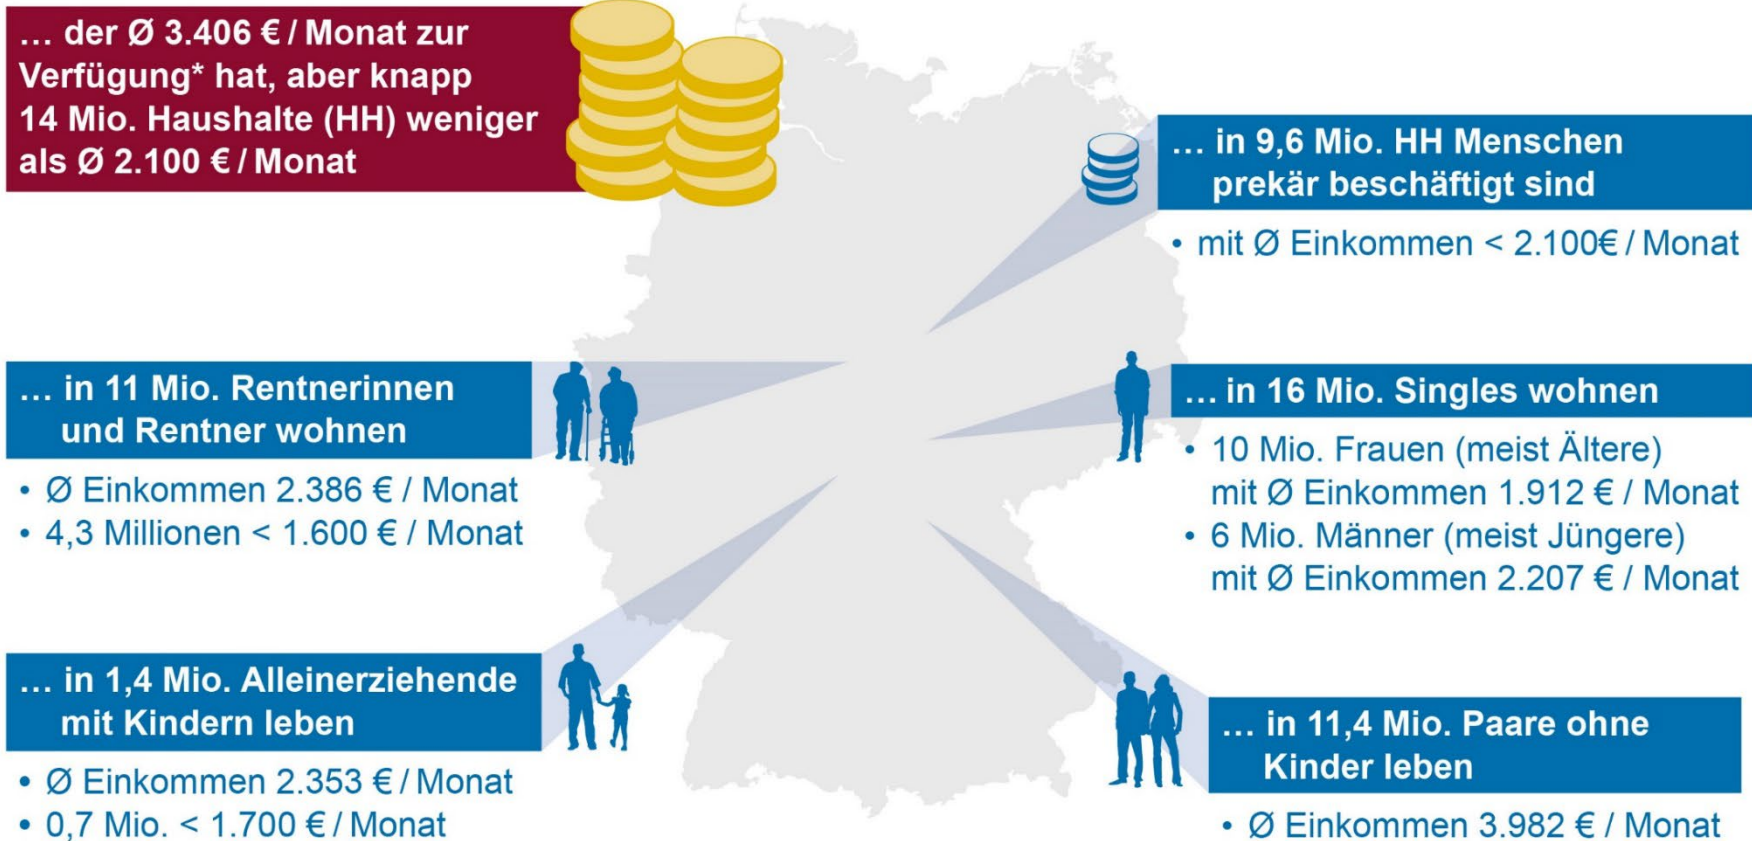 … der Ø 3.406 € / Monat zur
Verfügung* hat, aber knapp
14 Mio. Haushalte (HH) weniger
als Ø 2.100 € / Monat
… in 9,6 Mio. HH Menschen
prekär beschäftigt sind
• mit Ø Einkommen < 2.100€ / Monat
… in 11 Mio. Rentnerinnen
und Rentner wohnen
• Ø Einkommen 2.386 € / Monat
• 4,3 Millionen < 1.600 € / Monat
… in 16 Mio. Singles wohnen
• 10 Mio. Frauen (meist Ältere)
mit Ø Einkommen 1.912 € / Monat
• 6 Mio. Männer (meist Jüngere)
mit Ø Einkommen 2.207 € / Monat
… in 1,4 Mio. Alleinerziehende
mit Kindern leben
• Ø Einkommen 2.353 € / Monat
• 0,7 Mio. < 1.700 € / Monat
… in 11,4 Mio. Paare ohne
Kinder leben
• Ø Einkommen 3.982 € / Monat